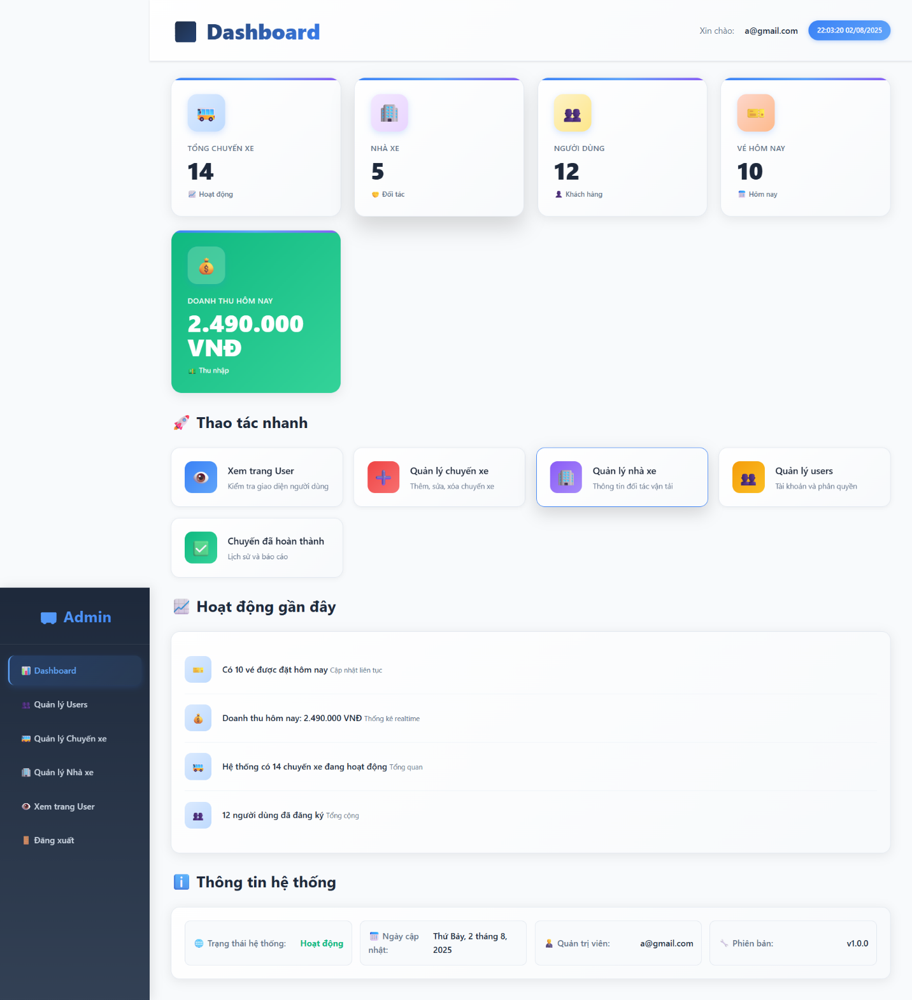 Dashboard
Xin chào: a@gmail.com 22:03:20 02/08/2025
TỔNG CHUYẾN XE
14
Hoạt động
NHÀ XE
5
Đối tác
NGƯỜI DÙNG
12
Khách hàng
VÉ HÔM NAY
10
Hôm nay
DOANH THU HÔM NAY
2.490.000
VNĐ
Thu nhập
Thao tác nhanh
Xem trang User
Kiểm tra giao diện người dùng
Quản lý chuyến xe
Thêm, sửa, xóa chuyến xe
Quản lý nhà xe
Thông tin đối tác vận tải
Quản lý users
Tài khoản và phân quyền
Chuyến đã hoàn thành
Lịch sử và báo cáo
Admin
Dashboard
Quản lý Users
Quản lý Chuyến xe
Quản lý Nhà xe
Xem trang User
Đăng xuất
Hoạt động gần đây
Có 10 vé được đặt hôm nay Cập nhật liên tục
Doanh thu hôm nay: 2.490.000 VNĐ Thống kê realtime
Hệ thống có 14 chuyến xe đang hoạt động Tổng quan
12 người dùng đã đăng ký Tổng cộng
Thông tin hệ thống
Trạng thái hệ thống: Hoạt động
Ngày cập
nhật:
Thứ Bảy, 2 tháng 8,
2025
Quản trị viên: a@gmail.com
Phiên bản: v1.0.0